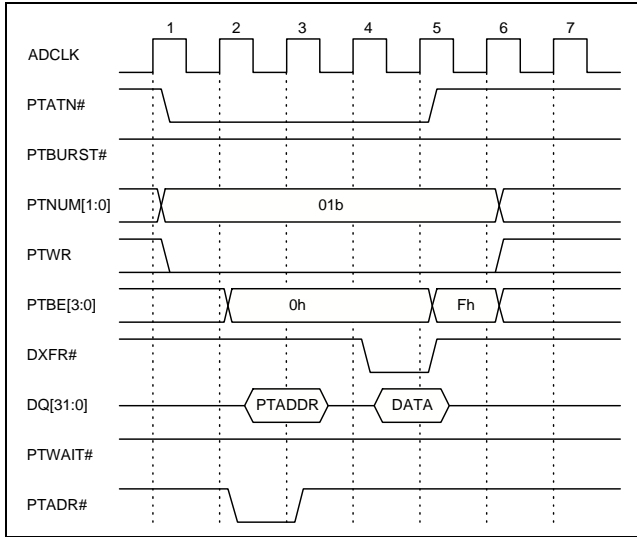 1 2 3 4 5 6 7
ADCLK
PTATN#
PTBURST#
PTNUM[1:0] 01b
PTWR
PTBE[3:0] 0h Fh
DXFR#
DQ[31:0] PTADDR DATA
PTWAIT#
PTADR#